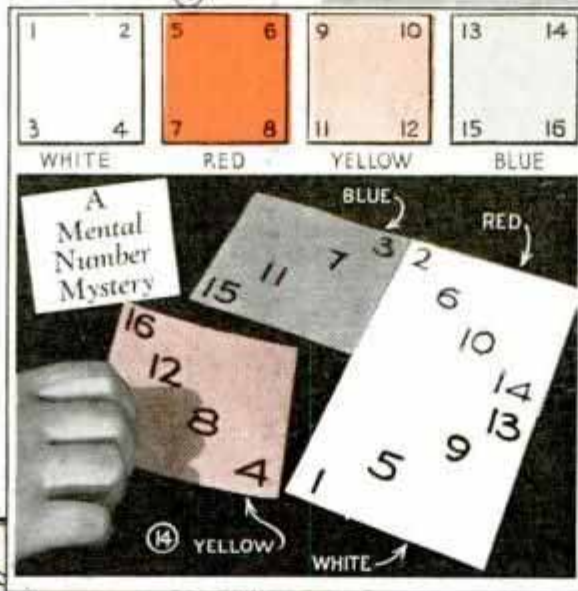 1 2 5 6 9 10 13 14
3 4 7 8 11 12 15 16
WHITE RED YELLOW BLUE
A
Mental
Number
Mystery
BLUE
RED
3 2
7 6
11 10
15 14
16 13
12 9
8 5
4 1
14 YELLOW
WHITE